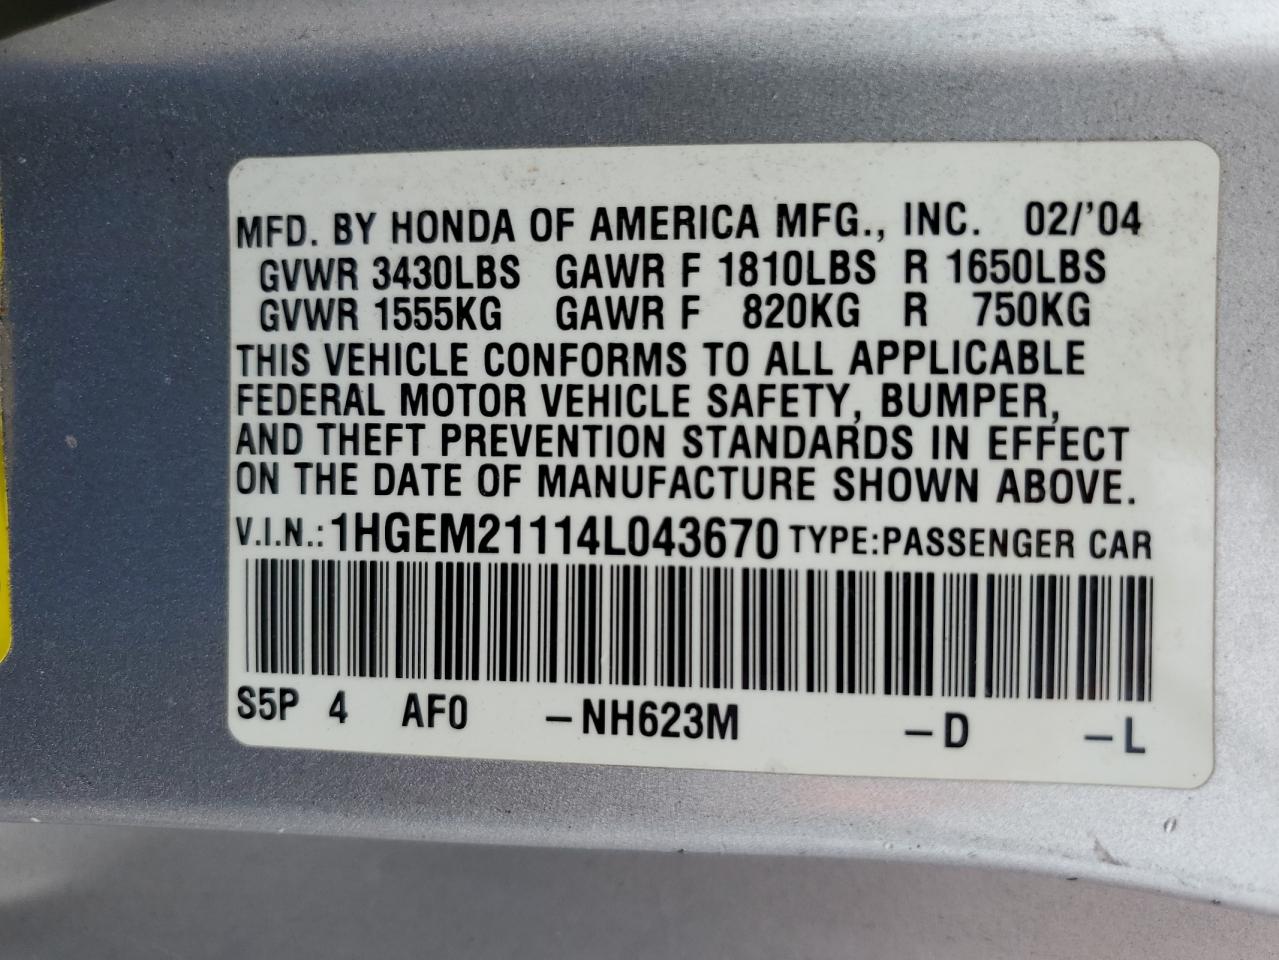 MFD. BY HONDA OF AMERICA MFG., INC. 02/'04
GVWR 3430LBS GAWR F 1810LBS R 1650LBS
GVWR 1555KG GAWR F 820KG R 750KG
THIS VEHICLE CONFORMS TO ALL APPLICABLE
FEDERAL MOTOR VEHICLE SAFETY, BUMPER,
AND THEFT PREVENTION STANDARDS IN EFFECT
ON THE DATE OF MANUFACTURE SHOWN ABOVE.
V.I.N.: 1HGEM21114L043670 TYPE:PASSENGER CAR
S5P 4 AF0 -NH623M -D -L